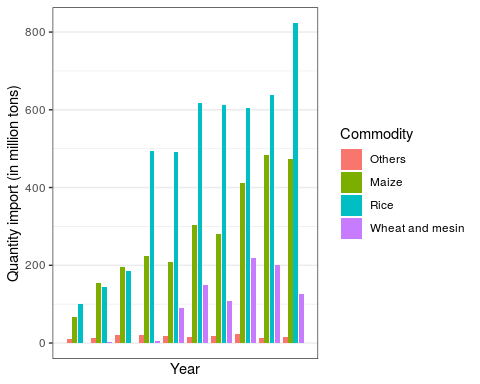 800
600
400
200
0
Quantity import (in million tons)
Year
Commodity
Others
Maize
Rice
Wheat and mesin